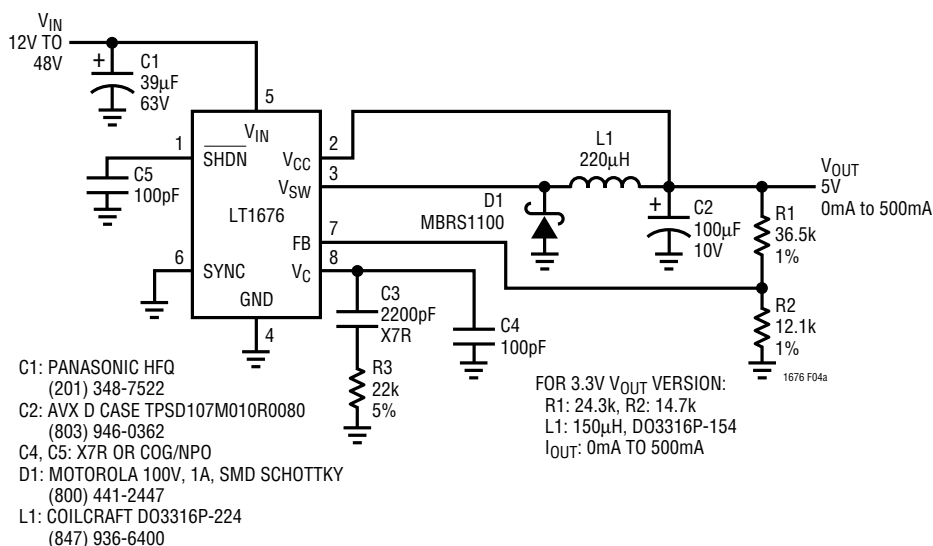 V_IN
12V TO
48V
+
C1
39µF
63V
5
V_IN
1
SHDN
2
V_CC
L1
220µH
C5
100pF
3
V_SW
LT1676
D1
MBRS1100
+
C2
100µF
10V
V_OUT
5V
0mA to 500mA
R1
36.5k
1%
7
FB
6
SYNC
8
V_C
GND
4
C3
2200pF
X7R
C4
100pF
R2
12.1k
1%
R3
22k
5%
1676 F04a
C1: PANASONIC HFQ
(201) 348-7522
C2: AVX D CASE TPSD107M010R0080
(803) 946-0362
C4, C5: X7R OR COG/NPO
D1: MOTOROLA 100V, 1A, SMD SCHOTTKY
(800) 441-2447
L1: COILCRAFT DO3316P-224
(847) 936-6400
FOR 3.3V V_OUT VERSION:
R1: 24.3k, R2: 14.7k
L1: 150µH, DO3316P-154
I_OUT: 0mA TO 500mA